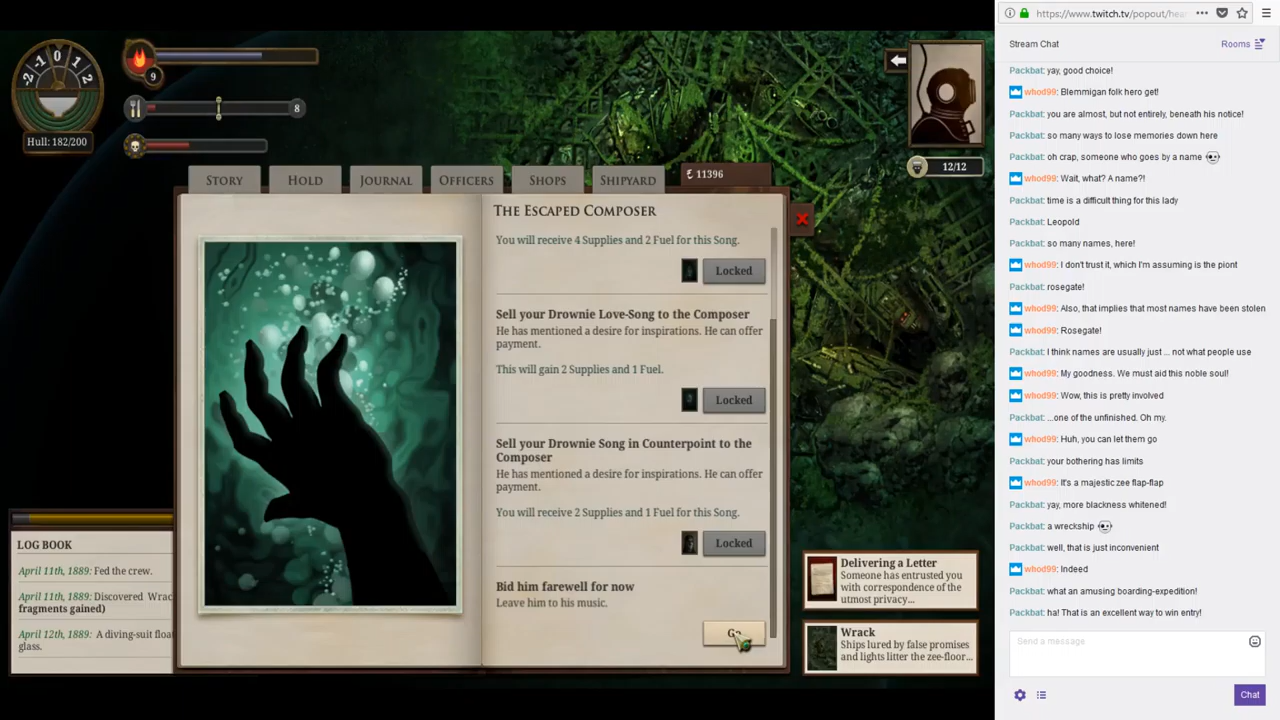 https://www.twitch.tv/popout/hea
Stream Chat
Rooms
-2 -1 0 1 2
9
8
Hull: 182/200
12/12
STORY
HOLD
JOURNAL
OFFICERS
SHOPS
SHIPYARD
11396
THE ESCAPED COMPOSER
You will receive 4 Supplies and 2 Fuel for this Song.
Locked
Sell your Drownie Love-Song to the Composer
He has mentioned a desire for inspirations. He can offer
payment.
This will gain 2 Supplies and 1 Fuel.
Locked
Sell your Drownie Song in Counterpoint to the
Composer
He has mentioned a desire for inspirations. He can offer
payment.
You will receive 2 Supplies and 1 Fuel for this Song.
Locked
Bid him farewell for now
Leave him to his music.
Go
LOG BOOK
April 11th, 1889: Fed the crew.
April 11th, 1889: Discovered Wrac
fragments gained)
April 12th, 1889: A diving-suit floa
glass.
Delivering a Letter
Someone has entrusted you
with correspondence of the
utmost privacy...
Wrack
Ships lured by false promises
and lights litter the zee-floor...
Packbat: yay, good choice!
whod99: Blemmigan folk hero get!
Packbat: you are almost, but not entirely, beneath his notice!
Packbat: so many ways to lose memories down here
Packbat: oh crap, someone who goes by a name
whod99: Wait, what? A name?!
Packbat: time is a difficult thing for this lady
Packbat: Leopold
Packbat: so many names, here!
whod99: I don't trust it, which I'm assuming is the piont
Packbat: rosegate!
whod99: Also, that implies that most names have been stolen
whod99: Rosegate!
Packbat: I think names are usually just ... not what people use
whod99: My goodness. We must aid this noble soul!
whod99: Wow, this is pretty involved
Packbat: ...one of the unfinished. Oh my.
whod99: Huh, you can let them go
Packbat: your bothering has limits
whod99: It's a majestic zee flap-flap
Packbat: yay, more blackness whitened!
Packbat: a wreckship
Packbat: well, that is just inconvenient
whod99: Indeed
Packbat: what an amusing boarding-expedition!
Packbat: ha! That is an excellent way to win entry!
Send a message
Chat